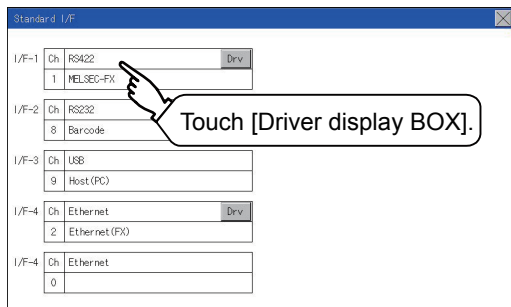 Standard I/F
I/F-1 Ch RS422 Drv
1 MELSEC-FX
I/F-2 Ch RS232
8 Barcode
Touch [Driver display BOX].
I/F-3 Ch USB
9 Host(PC)
I/F-4 Ch Ethernet Drv
2 Ethernet(FX)
I/F-4 Ch Ethernet
0